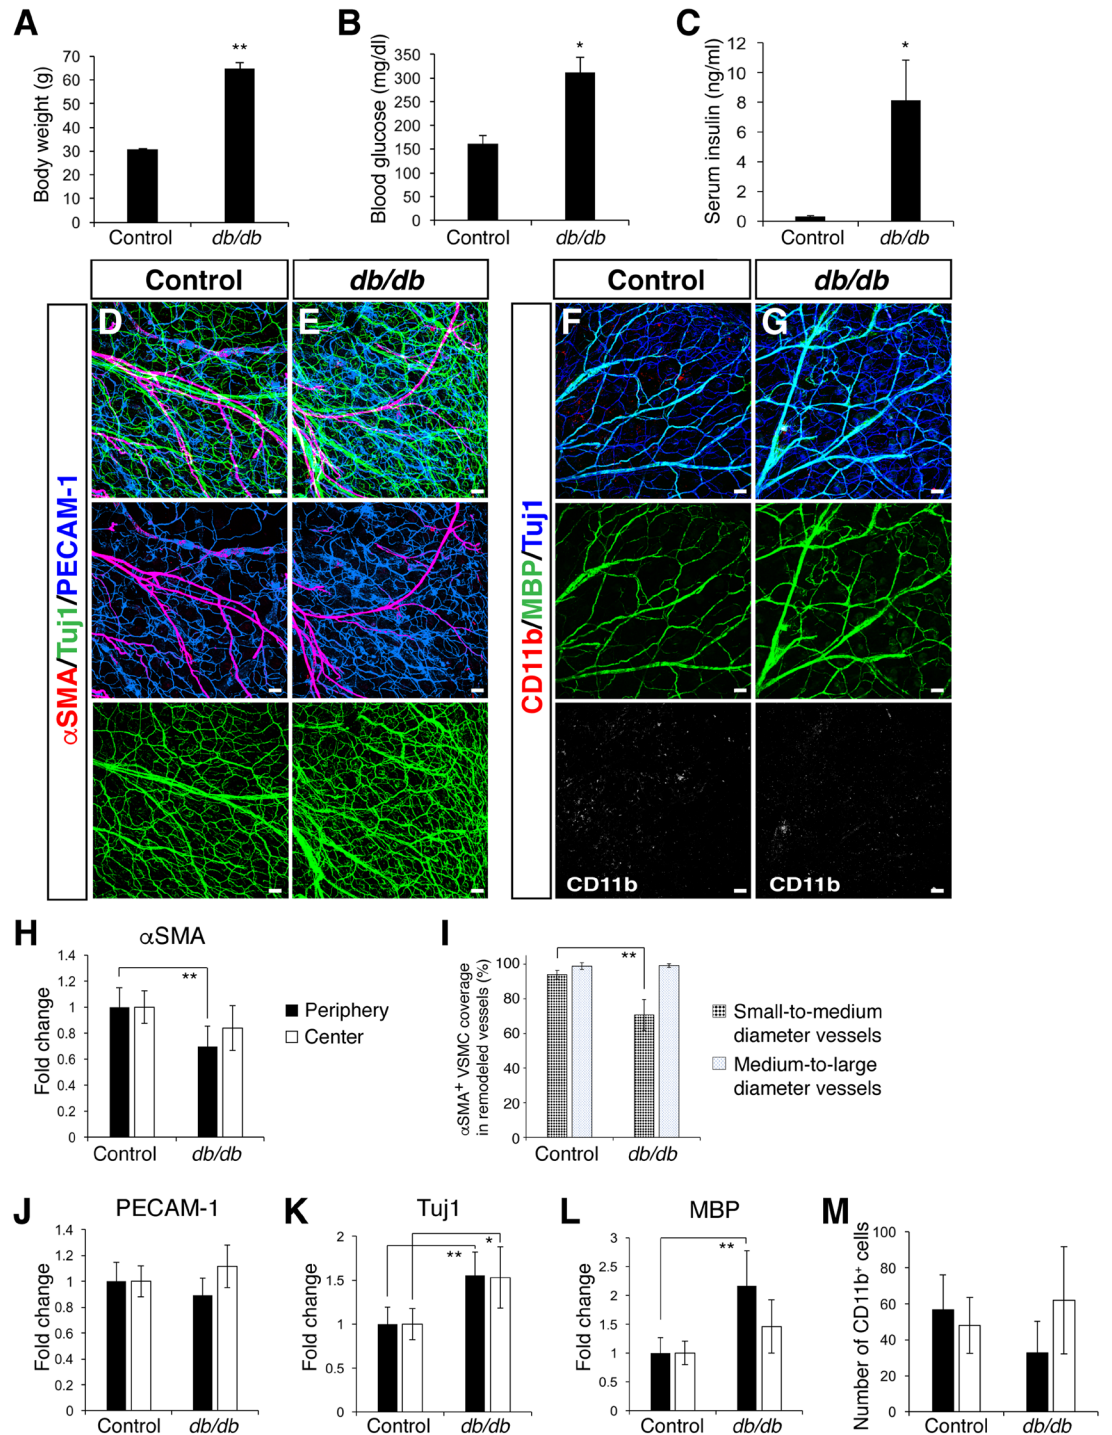 A
Body weight (g)
70
60
50
40
30
20
10
0
**
Control
db/db
B
Blood glucose (mg/dl)
350
300
250
200
150
100
50
0
*
Control
db/db
C
Serum insulin (ng/ml)
12
10
8
6
4
2
0
*
Control
db/db
Control
db/db
Control
db/db
αSMA/Tuj1/PECAM-1
D
E
CD11b/MBP/Tuj1
F
G
CD11b
CD11b
H
αSMA
Fold change
1.4
1.2
1
0.8
0.6
0.4
0.2
0
**
Control
db/db
Periphery
Center
I
αSMA+ VSMC coverage
in remodeled vessels (%)
100
80
60
40
20
0
**
Control
db/db
Small-to-medium
diameter vessels
Medium-to-large
diameter vessels
J
PECAM-1
Fold change
1.4
1.2
1
0.8
0.6
0.4
0.2
0
Control
db/db
K
Tuj1
Fold change
2
1.5
1
0.5
0
**
*
Control
db/db
L
MBP
Fold change
3
2.5
2
1.5
1
0.5
0
**
Control
db/db
M
Number of CD11b+ cells
100
80
60
40
20
0
Control
db/db